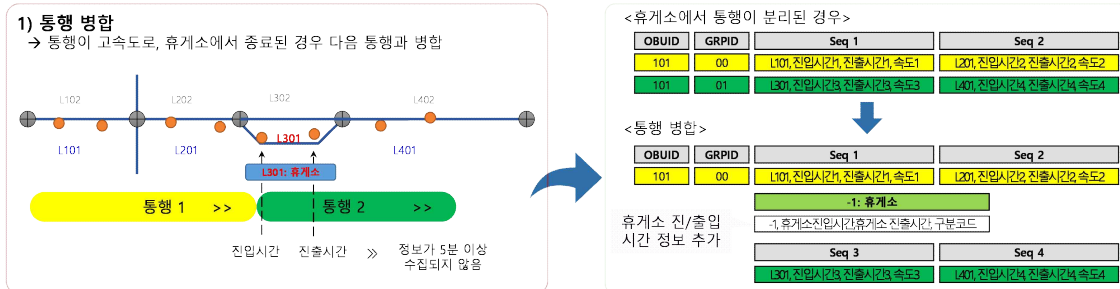 1) 통행 병합
→ 통행이 고속도로, 휴게소에서 종료된 경우 다음 통행과 병합
L102
L202
L302
L402
L301
L101
L201
L401
L301: 휴게소
통행 1 >>
통행 2 >>
진입시간
진출시간
»
정보가 5분 이상
수집되지 않음
<휴게소에서 통행이 분리된 경우>
OBUID GRPID Seq 1 Seq 2
101 00 L101, 진입시간1, 진출시간1, 속도1 L201, 진입시간2, 진출시간2, 속도2
101 01 L301, 진입시간3, 진출시간3, 속도3 L401, 진입시간4, 진출시간4, 속도4
<통행 병합>
OBUID GRPID Seq 1 Seq 2
101 00 L101, 진입시간1, 진출시간1, 속도1 L201, 진입시간2, 진출시간2, 속도2
-1: 휴게소
휴게소 진/출입
시간 정보 추가
-1, 휴게소진입시간,휴게소 진출시간, 구분코드
Seq 3 Seq 4
L301, 진입시간3, 진출시간3, 속도3 L401, 진입시간4, 진출시간4, 속도4